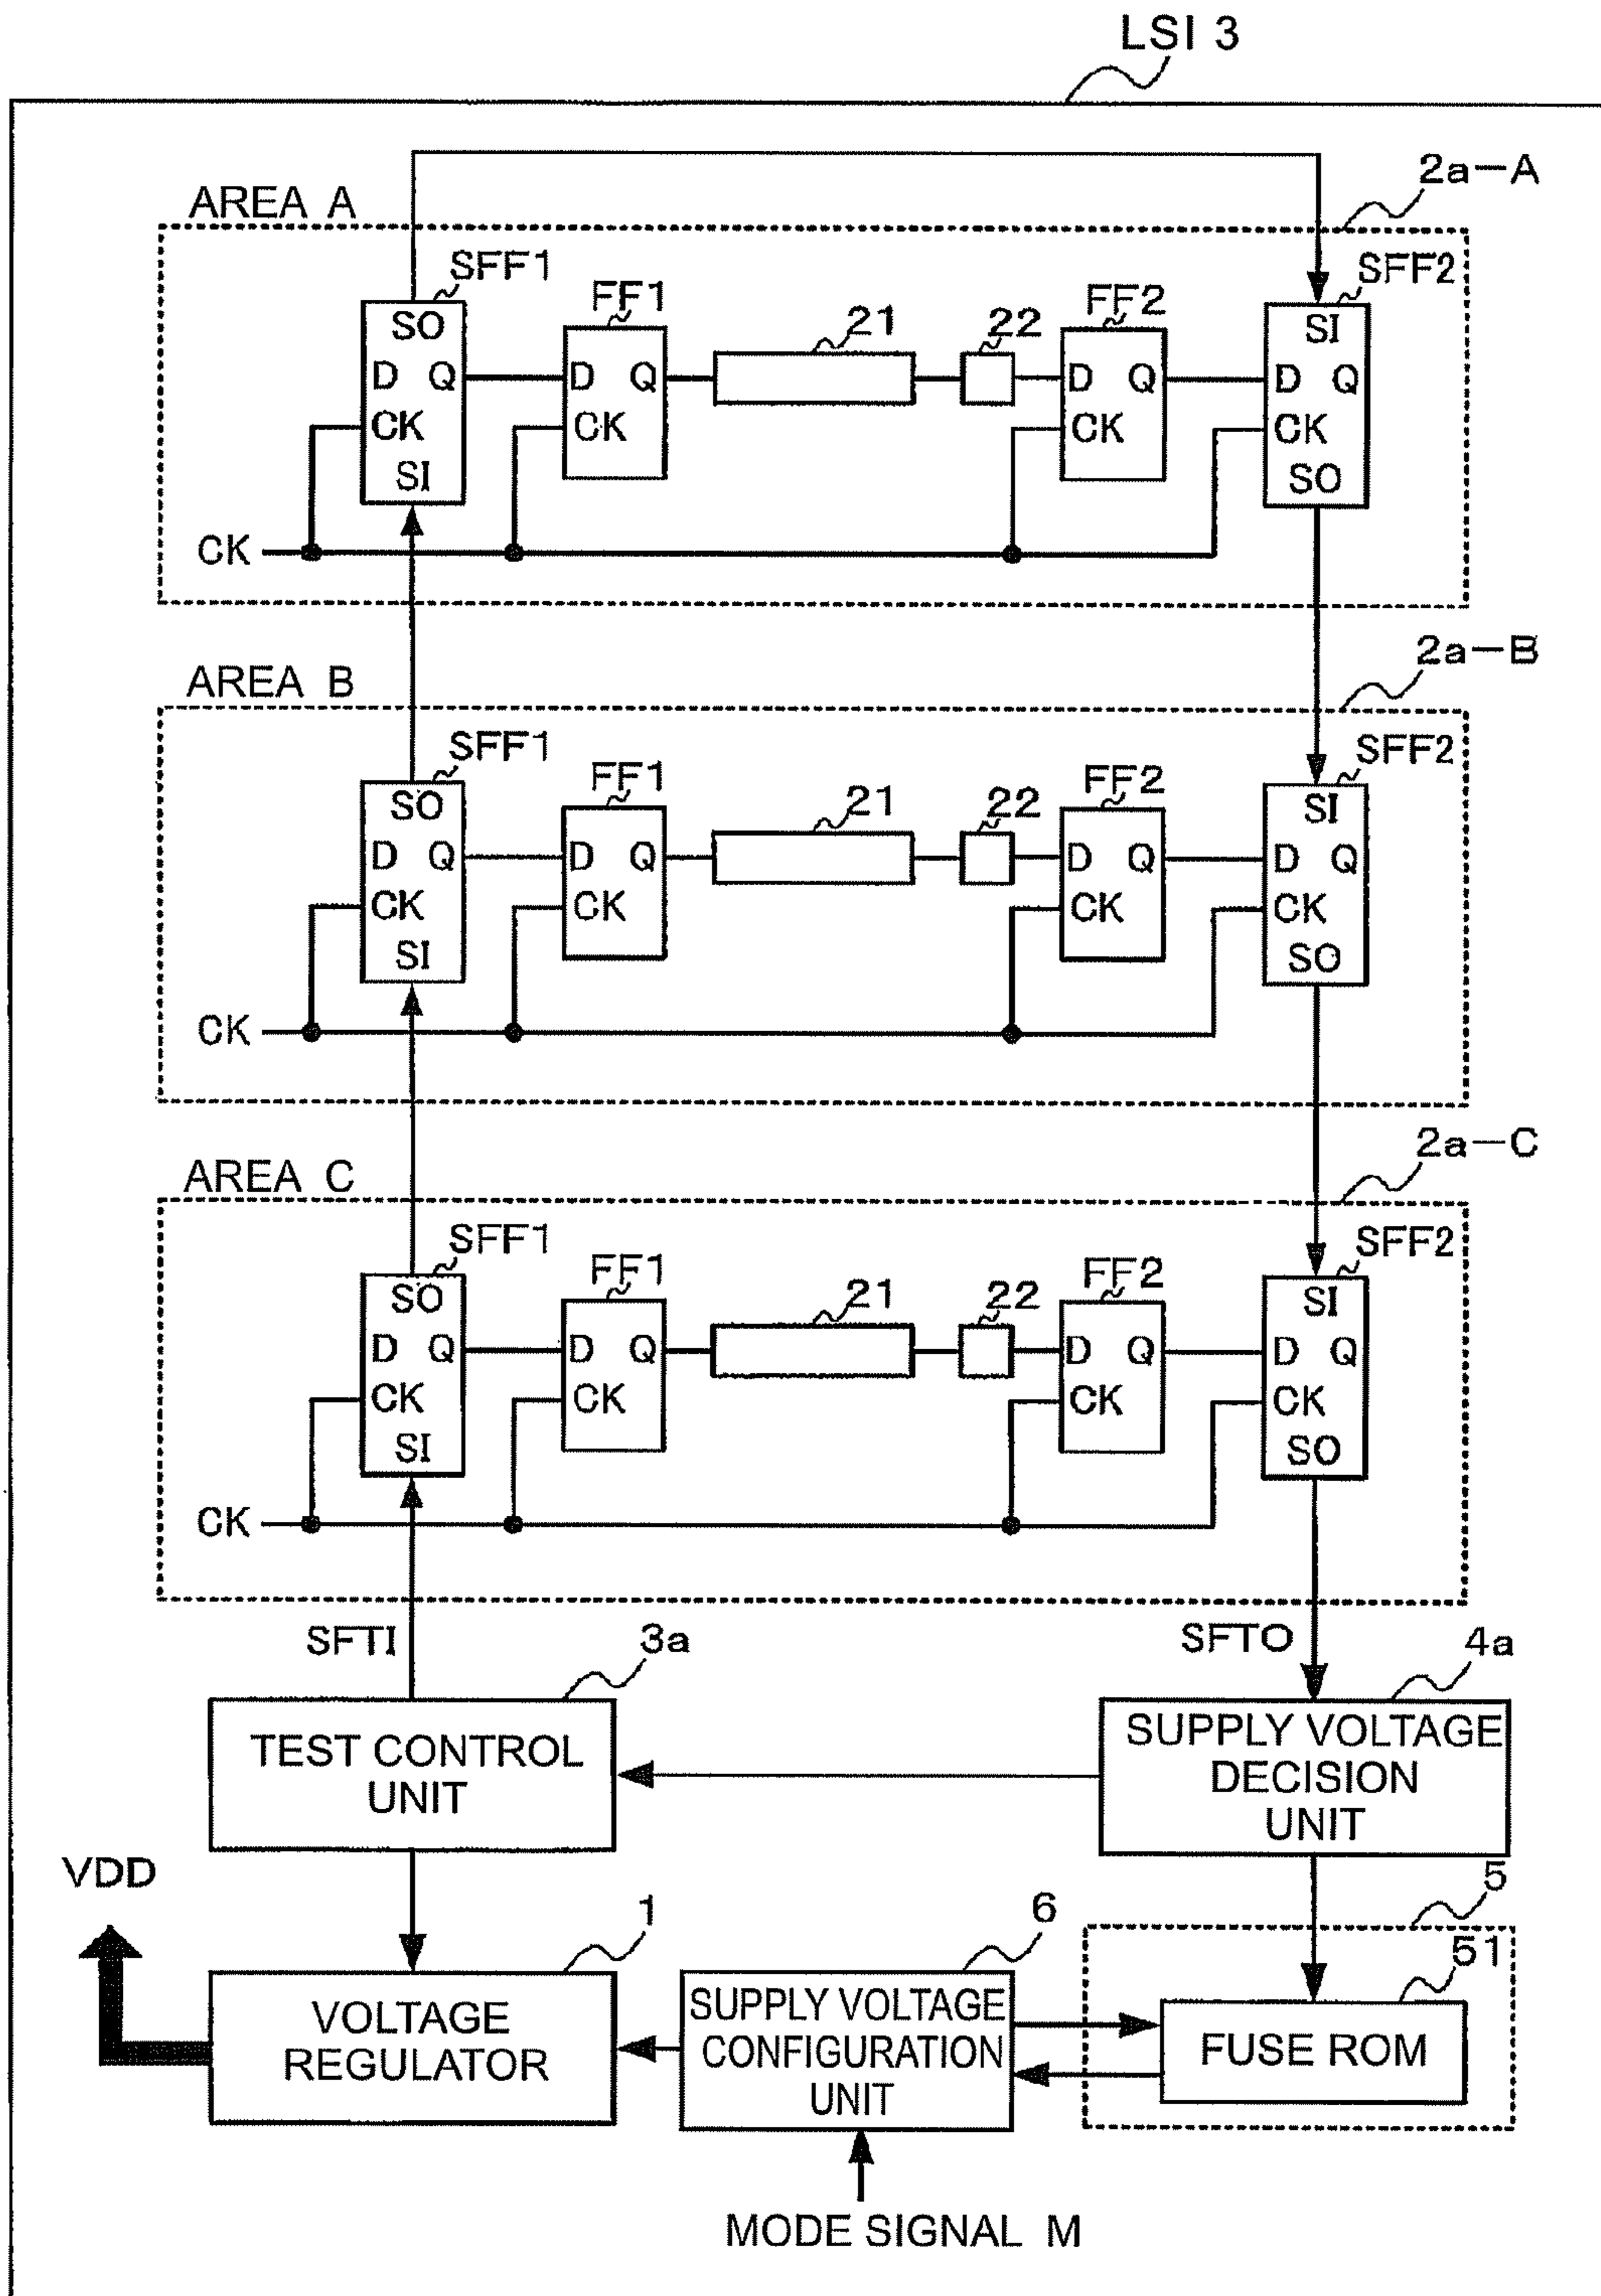 LSI 3
2a-A
AREA A
SFF1
FF1
21
22
FF2
SFF2
SO
D Q
CK
SI
D Q
CK
D Q
CK
SI
D Q
CK
SO
CK
2a-B
AREA B
SFF1
FF1
21
22
FF2
SFF2
SO
D Q
CK
SI
D Q
CK
D Q
CK
SI
D Q
CK
SO
CK
2a-C
AREA C
SFF1
FF1
21
22
FF2
SFF2
SO
D Q
CK
SI
D Q
CK
D Q
CK
SI
D Q
CK
SO
CK
SFTI
3a
SFTO
4a
TEST CONTROL
UNIT
SUPPLY VOLTAGE
DECISION
UNIT
VDD
1
6
5
51
VOLTAGE
REGULATOR
SUPPLY VOLTAGE
CONFIGURATION
UNIT
FUSE ROM
MODE SIGNAL M